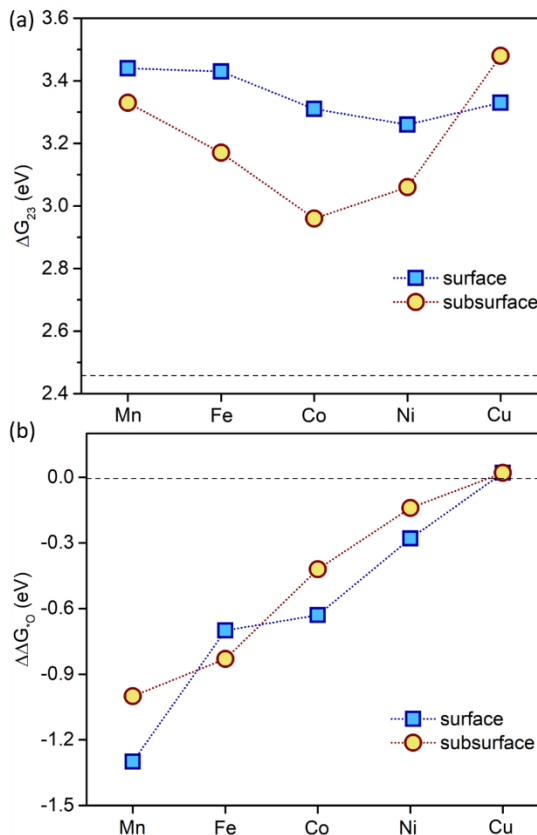 (a)
3.6
3.4
3.2
3.0
2.8
2.6
2.4
ΔG₂₃ (eV)
surface
subsurface
Mn Fe Co Ni Cu
(b)
0.0
-0.3
-0.6
-0.9
-1.2
-1.5
ΔΔG*O (eV)
surface
subsurface
Mn Fe Co Ni Cu